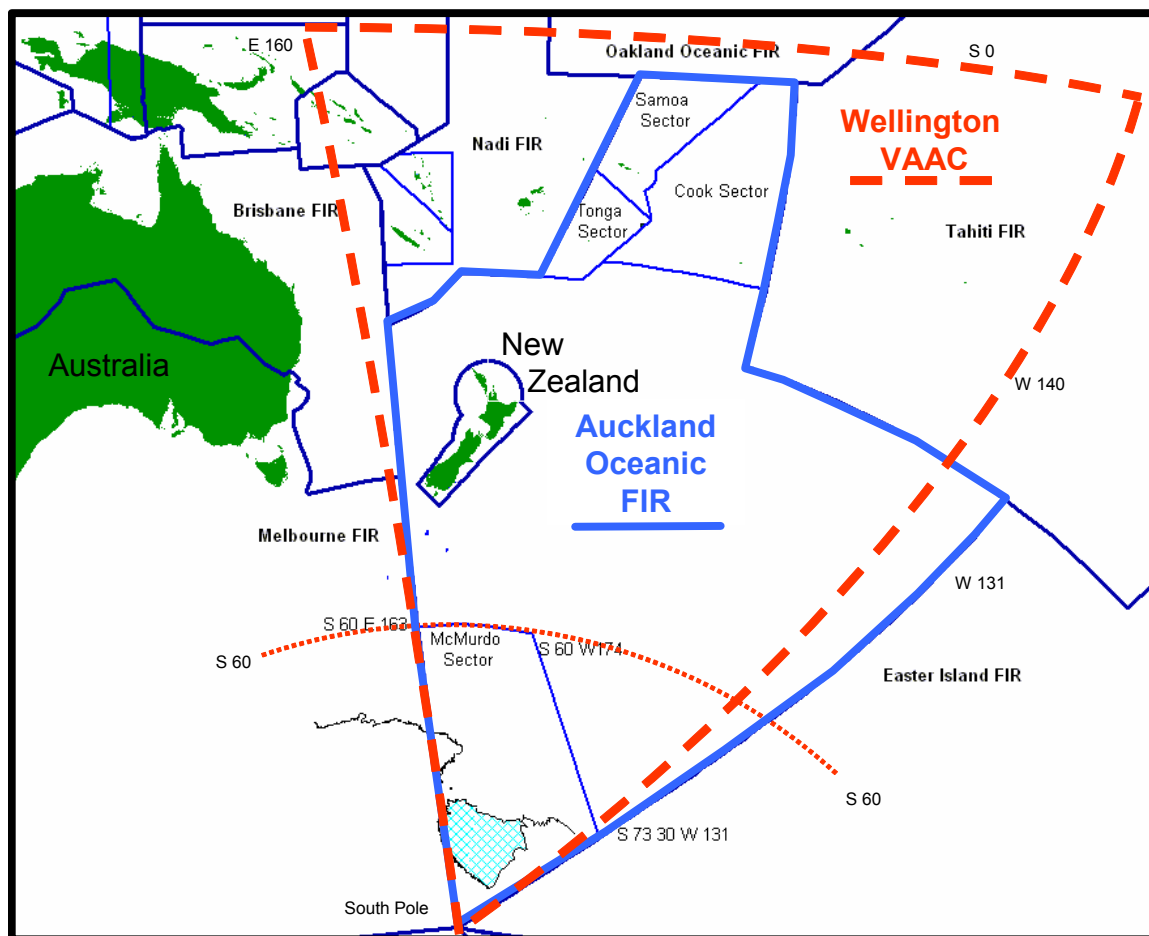 E 160
Oakland Oceanic FIR
S 0
Samoa
Sector
Wellington
VAAC
Nadi FIR
Cook Sector
Brisbane FIR
Tonga
Sector
Tahiti FIR
New
Zealand
Australia
W 140
Auckland
Oceanic
FIR
Melbourne FIR
W 131
S 60 E 163
McMurdo
Sector
S 60 W174
S 60
Easter Island FIR
S 60
S 73 30 W 131
South Pole